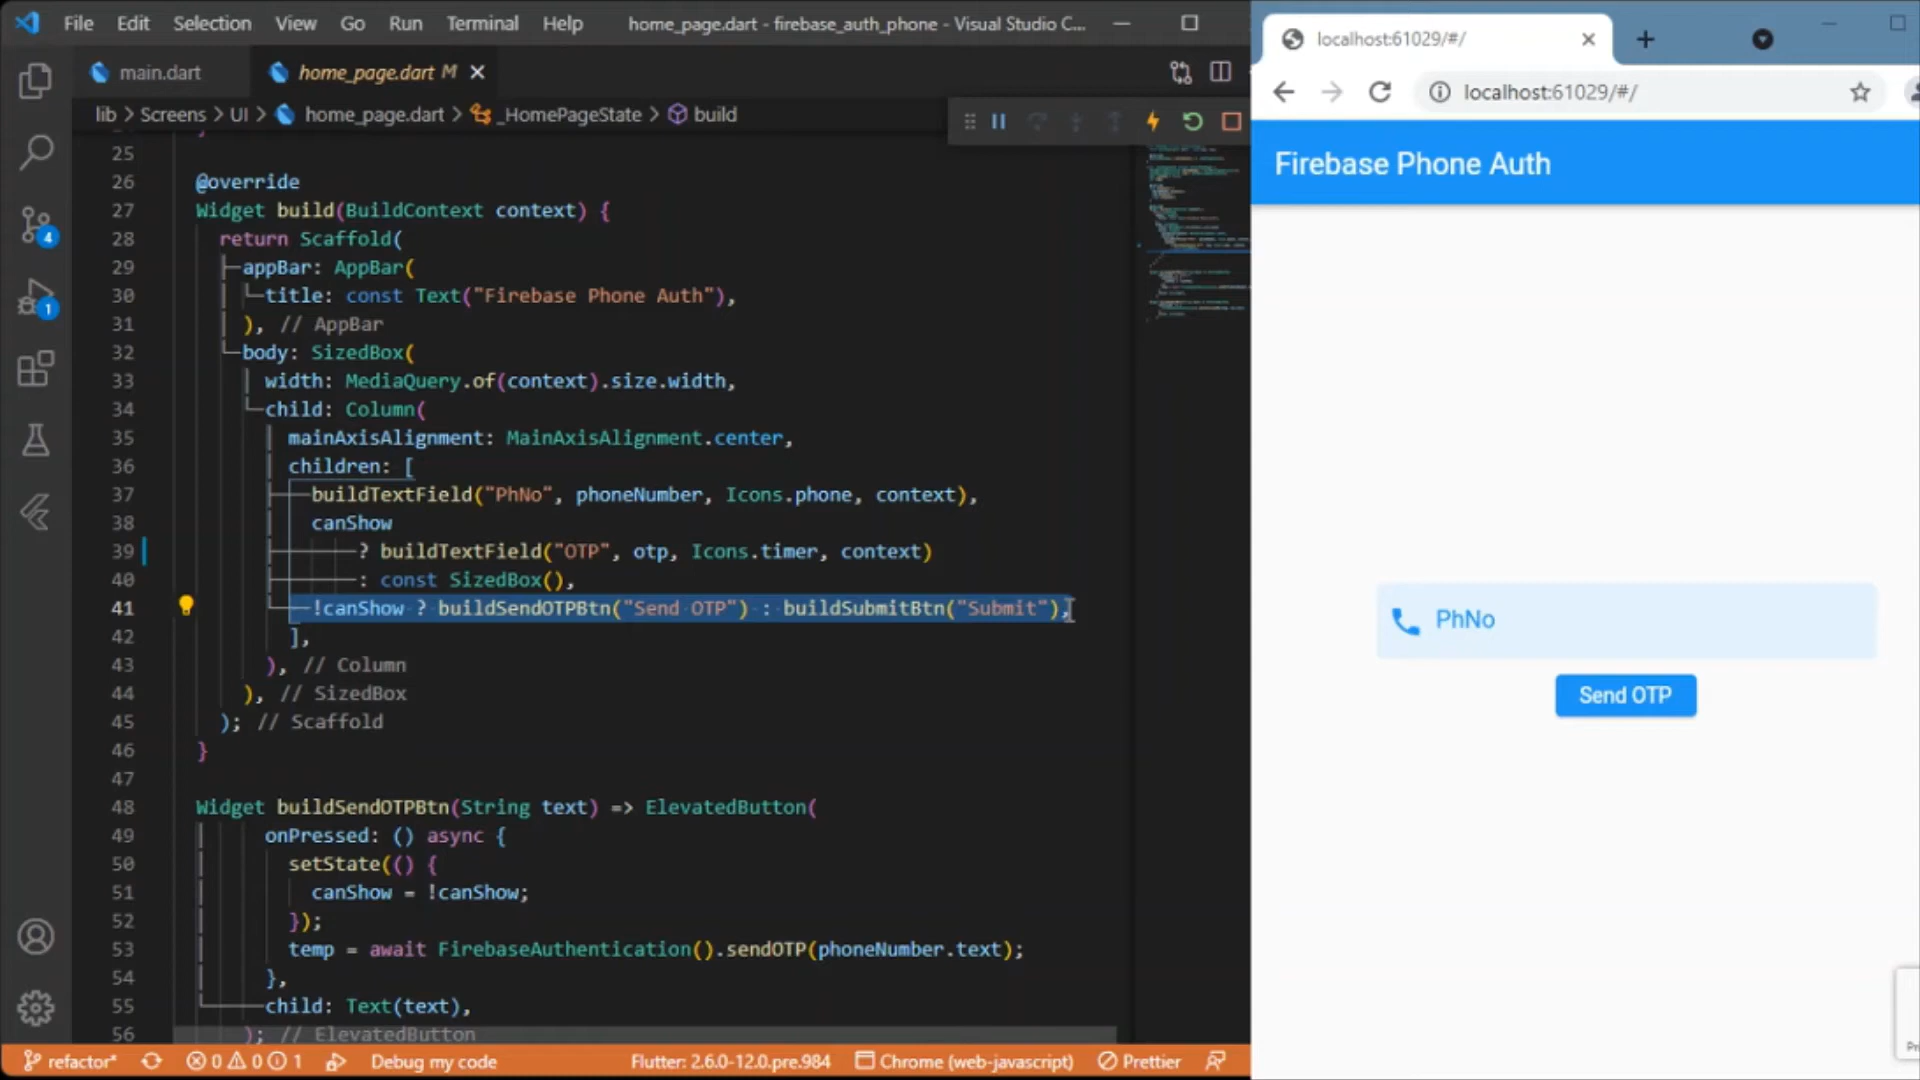 File Edit Selection View Go Run Terminal Help home_page.dart - firebase_auth_phone - Visual Studio C...
main.dart home_page.dart M
lib > Screens > UI > home_page.dart > _HomePageState > build
25
26 @override
27 Widget build(BuildContext context) {
28 return Scaffold(
29 appBar: AppBar(
30 title: const Text("Firebase Phone Auth"),
31 ), // AppBar
32 body: SizedBox(
33 width: MediaQuery.of(context).size.width,
34 child: Column(
35 mainAxisAlignment: MainAxisAlignment.center,
36 children: [
37 buildTextField("PhNo", phoneNumber, Icons.phone, context),
38 canShow
39 ? buildTextField("OTP", otp, Icons.timer, context)
40 : const SizedBox(),
41 !canShow ? buildSendOTPBtn("Send OTP") : buildSubmitBtn("Submit"),
42 ],
43 ), // Column
44 ), // SizedBox
45 ); // Scaffold
46 }
47
48 Widget buildSendOTPBtn(String text) => ElevatedButton(
49 onPressed: () async {
50 setState(() {
51 canShow = !canShow;
52 });
53 temp = await FirebaseAuthentication().sendOTP(phoneNumber.text);
54 },
55 child: Text(text),
56 ); // ElevatedButton
4
1
refactor* 0 0 1 Debug my code Flutter: 2.6.0-12.0.pre.984 Chrome (web-javascript) Prettier
localhost:61029/#/
localhost:61029/#/
Firebase Phone Auth
PhNo
Send OTP